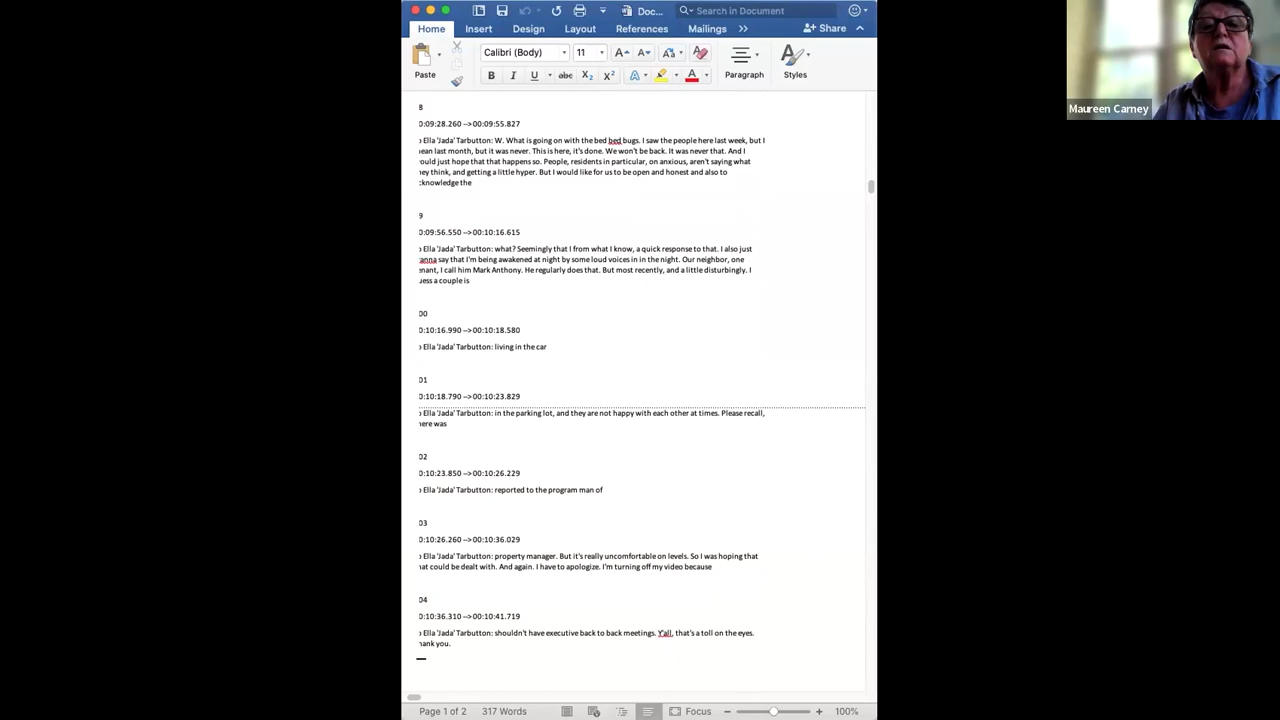 Doc...
Search in Document
Home Insert Design Layout References Mailings Share
Paste
Calibri (Body) 11
Paragraph Styles
8
0:09:28.260 --> 00:09:55.827
o Ella 'Jada' Tarbutton: W. What is going on with the bed bed bugs. I saw the people here last week, but I
ean last month, but it was never. This is here, it's done. We won't be back. It was never that. And I
ould just hope that that happens so. People, residents in particular, on anxious, aren't saying what
ey think, and getting a little hyper. But I would like for us to be open and honest and also to
cknowledge the
9
0:09:56.550 --> 00:10:16.615
o Ella 'Jada' Tarbutton: what? Seemingly that I from what I know, a quick response to that. I also just
anna say that I'm being awakened at night by some loud voices in in the night. Our neighbor, one
enant, I call him Mark Anthony. He regularly does that. But most recently, and a little disturbingly. I
uess a couple is
00
0:10:16.990 --> 00:10:18.580
o Ella 'Jada' Tarbutton: living in the car
01
0:10:18.790 --> 00:10:23.829
o Ella 'Jada' Tarbutton: in the parking lot, and they are not happy with each other at times. Please recall,
here was
02
0:10:23.850 --> 00:10:26.229
o Ella 'Jada' Tarbutton: reported to the program man of
03
0:10:26.260 --> 00:10:36.029
o Ella 'Jada' Tarbutton: property manager. But it's really uncomfortable on levels. So I was hoping that
hat could be dealt with. And again. I have to apologize. I'm turning off my video because
04
0:10:36.310 --> 00:10:41.719
o Ella 'Jada' Tarbutton: shouldn't have executive back to back meetings. Y'all, that's a toll on the eyes.
hank you.
Page 1 of 2 317 Words Focus 100%
Maureen Carney